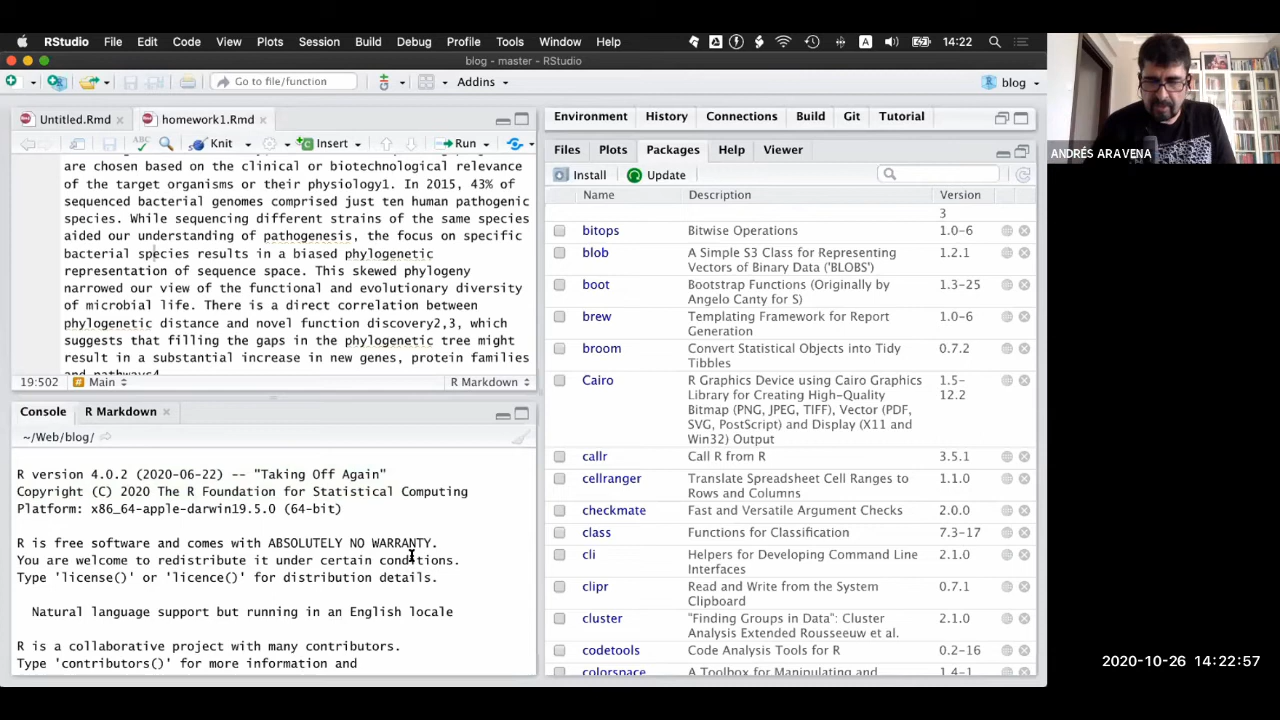 RStudio File Edit Code View Plots Session Build Debug Profile Tools Window Help A 14:22
blog - master - RStudio
Go to file/function Addins blog
Untitled.Rmd homework1.Rmd
ABC Knit Insert Run
are chosen based on the clinical or biotechnological relevance
of the target organisms or their physiology1. In 2015, 43% of
sequenced bacterial genomes comprised just ten human pathogenic
species. While sequencing different strains of the same species
aided our understanding of pathogenesis, the focus on specific
bacterial species results in a biased phylogenetic
representation of sequence space. This skewed phylogeny
narrowed our view of the functional and evolutionary diversity
of microbial life. There is a direct correlation between
phylogenetic distance and novel function discovery2,3, which
suggests that filling the gaps in the phylogenetic tree might
result in a substantial increase in new genes, protein families
and pathways4
19:502 # Main R Markdown
Console R Markdown
~/Web/blog/
R version 4.0.2 (2020-06-22) -- "Taking Off Again"
Copyright (C) 2020 The R Foundation for Statistical Computing
Platform: x86_64-apple-darwin19.5.0 (64-bit)
R is free software and comes with ABSOLUTELY NO WARRANTY.
You are welcome to redistribute it under certain conditions.
Type 'license()' or 'licence()' for distribution details.
Natural language support but running in an English locale
R is a collaborative project with many contributors.
Type 'contributors()' for more information and
Environment History Connections Build Git Tutorial
Files Plots Packages Help Viewer
Install Update
Name Description Version
3
bitops Bitwise Operations 1.0-6
blob A Simple S3 Class for Representing 1.2.1
Vectors of Binary Data ('BLOBS')
boot Bootstrap Functions (Originally by 1.3-25
Angelo Canty for S)
brew Templating Framework for Report 1.0-6
Generation
broom Convert Statistical Objects into Tidy 0.7.2
Tibbles
Cairo R Graphics Device using Cairo Graphics 1.5-
Library for Creating High-Quality 12.2
Bitmap (PNG, JPEG, TIFF), Vector (PDF,
SVG, PostScript) and Display (X11 and
Win32) Output
callr Call R from R 3.5.1
cellranger Translate Spreadsheet Cell Ranges to 1.1.0
Rows and Columns
checkmate Fast and Versatile Argument Checks 2.0.0
class Functions for Classification 7.3-17
cli Helpers for Developing Command Line 2.1.0
Interfaces
clipr Read and Write from the System 0.7.1
Clipboard
cluster "Finding Groups in Data": Cluster 2.1.0
Analysis Extended Rousseeuw et al.
codetools Code Analysis Tools for R 0.2-16
colorspace A Toolbox for Manipulating and 1.4-1
ANDRÉS ARAVENA
2020-10-26 14:22:57